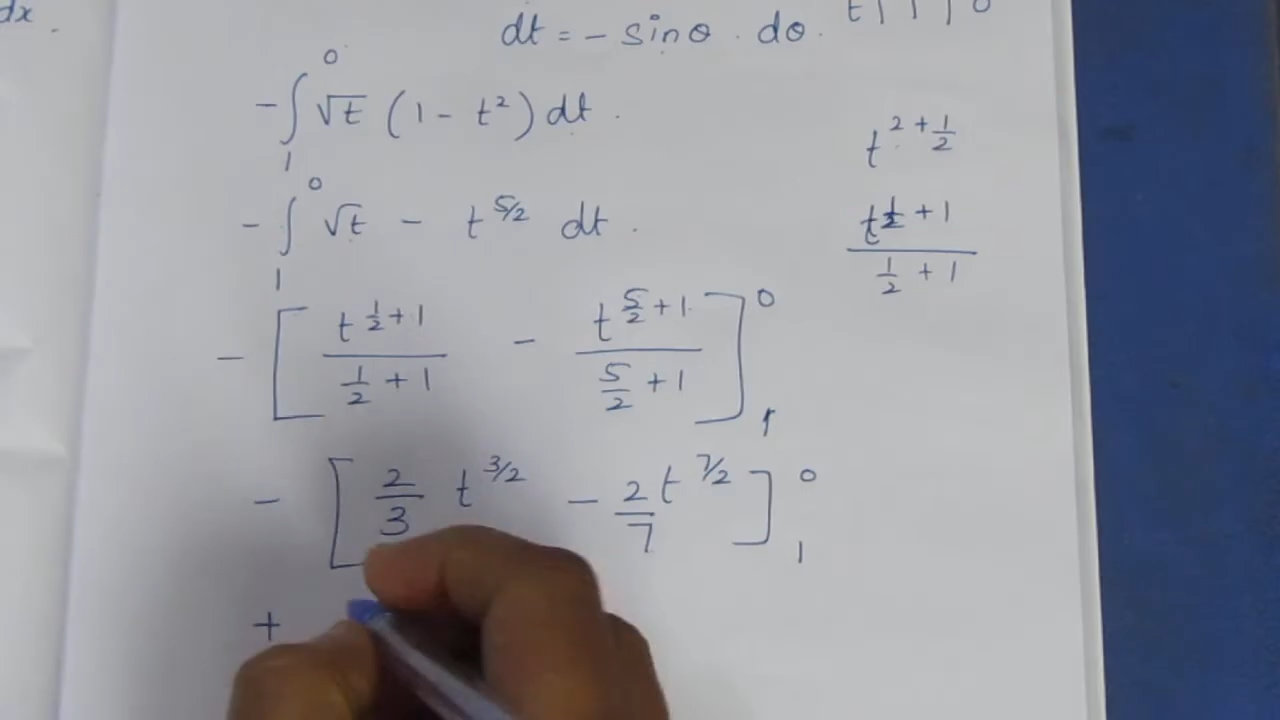 dx
dt = - sinθ . dθ.
t | 1 | 0
- ∫₁⁰ √t (1 - t²) dt .
t^{2 + 1/2}
- ∫₁⁰ √t - t^{5/2} dt .
t^{1/2 + 1} / (1/2 + 1)
- [ t^{1/2 + 1} / (1/2 + 1) - t^{5/2 + 1} / (5/2 + 1) ]₁⁰
- [ 2/3 t^{3/2} - 2/7 t^{7/2} ]₁⁰
+